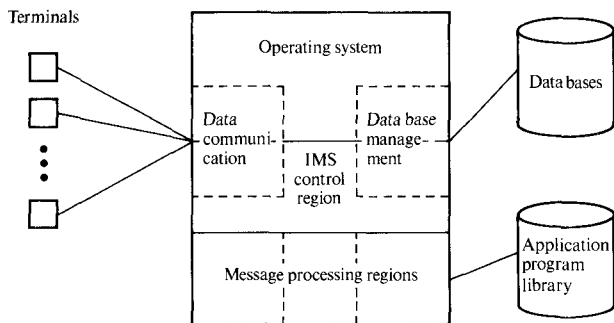 Terminals
Operating system
Data
communi-
cation
Data base
manage-
ment
IMS
control
region
Message processing regions
Data bases
Application
program
library